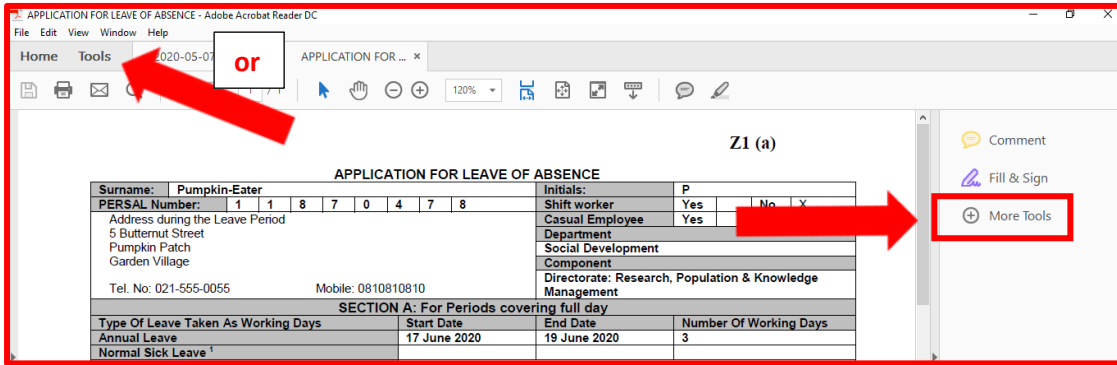 APPLICATION FOR LEAVE OF ABSENCE - Adobe Acrobat Reader DC
File Edit View Window Help
Home Tools 2020-05-07 or APPLICATION FOR ... ×
120%
Z1 (a)
Comment
Fill & Sign
More Tools
APPLICATION FOR LEAVE OF ABSENCE
Surname: Pumpkin-Eater Initials: P
PERSAL Number: 1 1 8 7 0 4 7 8 Shift worker Yes No X
Address during the Leave Period Casual Employee Yes
5 Butternut Street Department
Pumpkin Patch Social Development
Garden Village Component
Directorate: Research, Population & Knowledge
Tel. No: 021-555-0055 Mobile: 0810810810 Management
SECTION A: For Periods covering full day
Type Of Leave Taken As Working Days Start Date End Date Number Of Working Days
Annual Leave 17 June 2020 19 June 2020 3
Normal Sick Leave 1